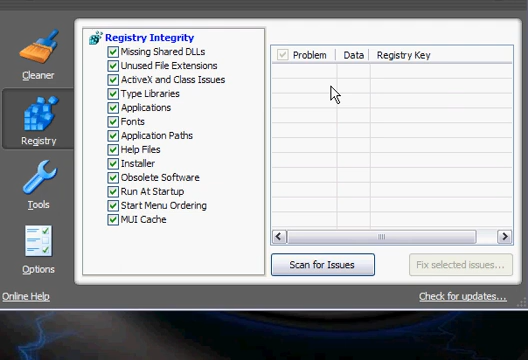 Cleaner
Registry
Tools
Options
Online Help
Registry Integrity
Missing Shared DLLs
Unused File Extensions
ActiveX and Class Issues
Type Libraries
Applications
Fonts
Application Paths
Help Files
Installer
Obsolete Software
Run At Startup
Start Menu Ordering
MUI Cache
Problem Data Registry Key
Scan for Issues
Fix selected issues...
Check for updates...